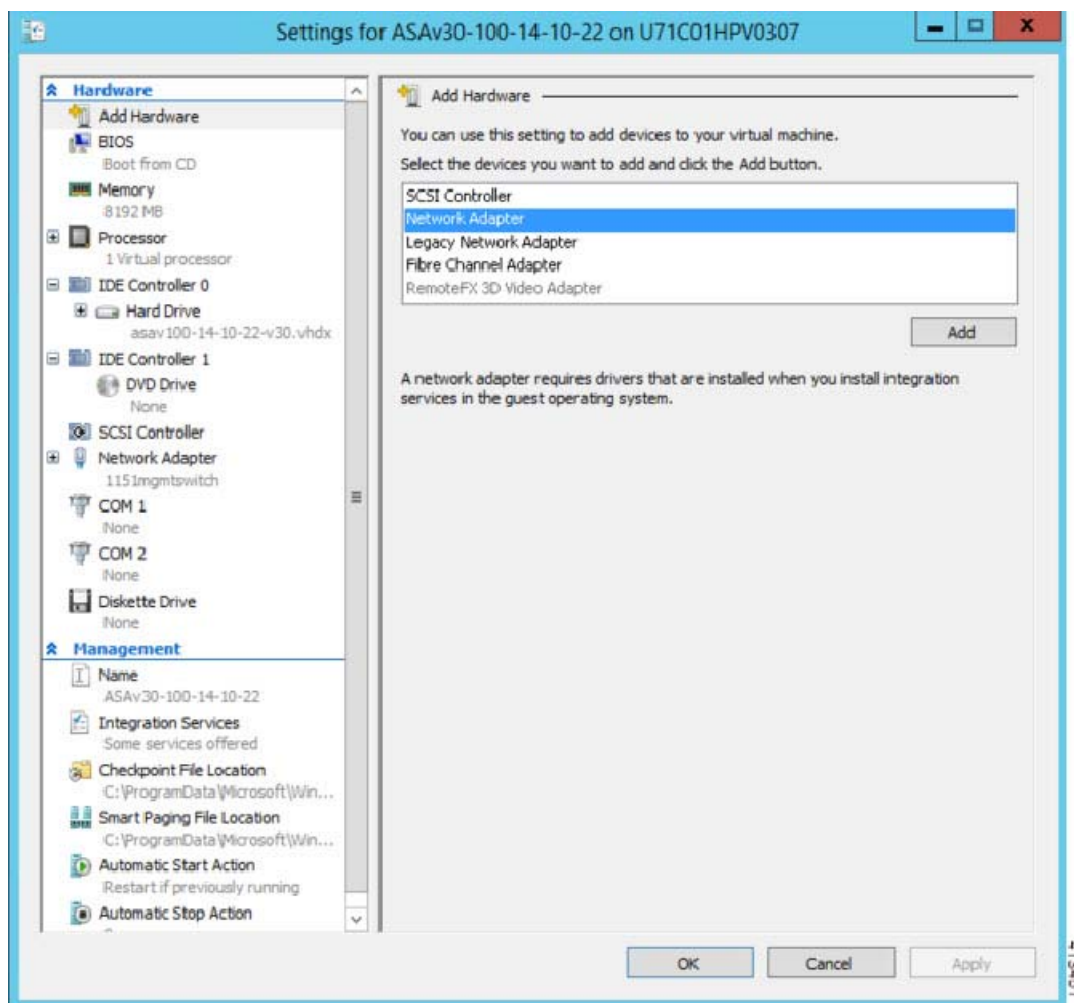 Settings for ASAv30-100-14-10-22 on U71C01HPV0307
Hardware
Add Hardware
BIOS
Boot from CD
Memory
8192 MB
Processor
1 Virtual processor
IDE Controller 0
Hard Drive
asav100-14-10-22-v30.vhdx
IDE Controller 1
DVD Drive
None
SCSI Controller
Network Adapter
1151mgmtswitch
COM 1
None
COM 2
None
Diskette Drive
None
Management
Name
ASAv30-100-14-10-22
Integration Services
Some services offered
Checkpoint File Location
C:\ProgramData\Microsoft\Win...
Smart Paging File Location
C:\ProgramData\Microsoft\Win...
Automatic Start Action
Restart if previously running
Automatic Stop Action
Add Hardware
You can use this setting to add devices to your virtual machine.
Select the devices you want to add and click the Add button.
SCSI Controller
Network Adapter
Legacy Network Adapter
Fibre Channel Adapter
RemoteFX 3D Video Adapter
Add
A network adapter requires drivers that are installed when you install integration
services in the guest operating system.
OK
Cancel
Apply